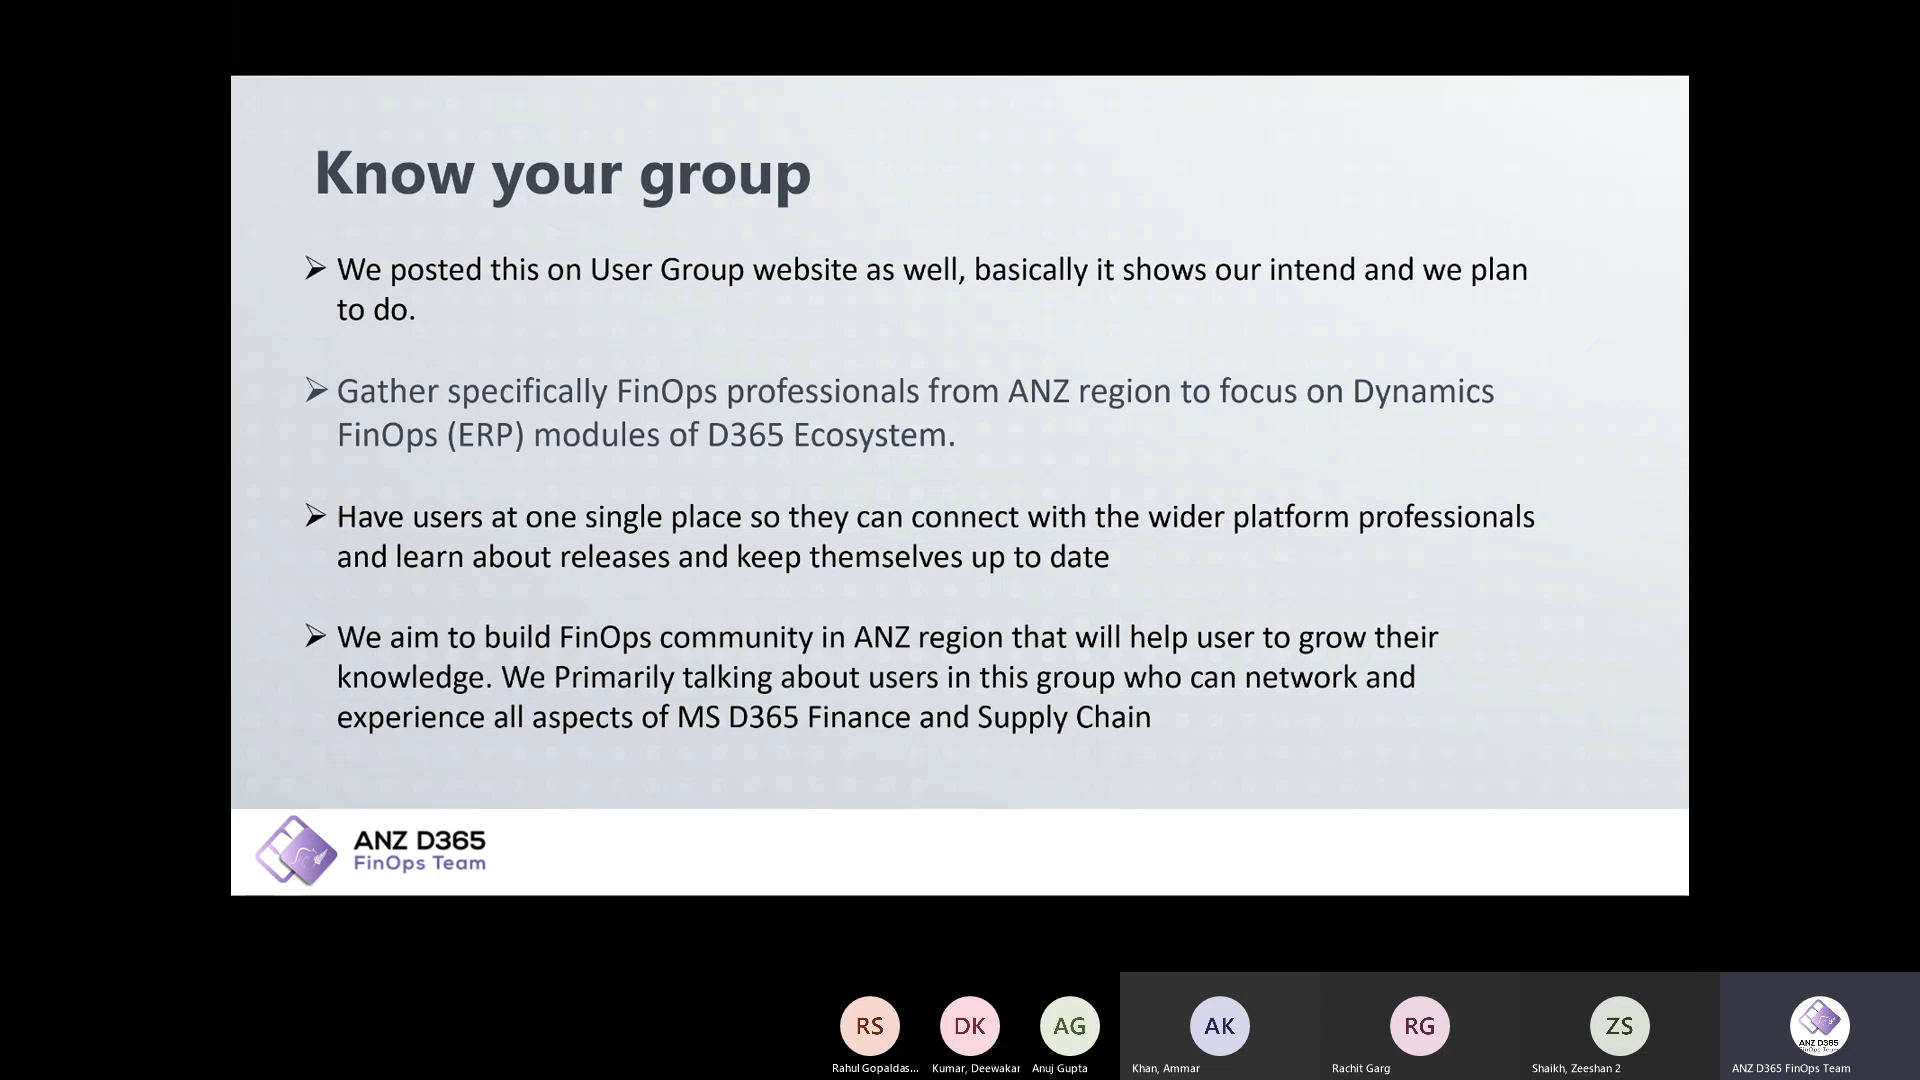 Know your group
We posted this on User Group website as well, basically it shows our intend and we plan
to do.
Gather specifically FinOps professionals from ANZ region to focus on Dynamics
FinOps (ERP) modules of D365 Ecosystem.
Have users at one single place so they can connect with the wider platform professionals
and learn about releases and keep themselves up to date
We aim to build FinOps community in ANZ region that will help user to grow their
knowledge. We Primarily talking about users in this group who can network and
experience all aspects of MS D365 Finance and Supply Chain
ANZ D365
FinOps Team
RS
DK
AG
AK
RG
ZS
ANZ D365
FinOps Team
Rahul Gopaldas...
Kumar, Deewakar
Anuj Gupta
Khan, Ammar
Rachit Garg
Shaikh, Zeeshan 2
ANZ D365 FinOps Team